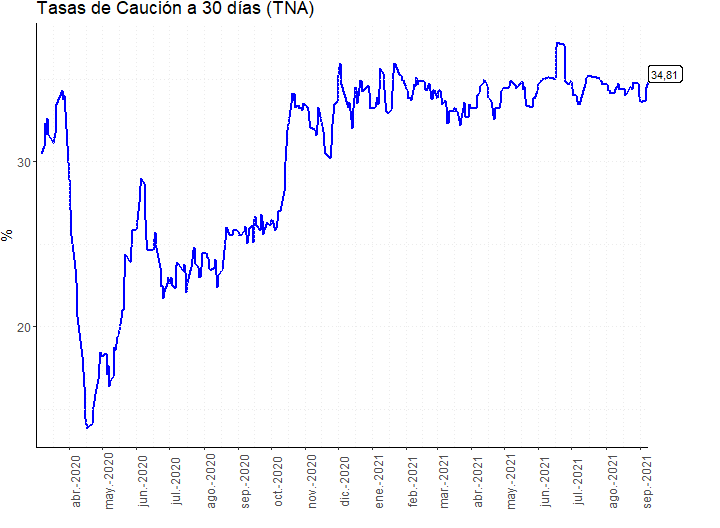 Tasas de Caución a 30 días (TNA)
34,81
30
20
%
abr.-2020
may.-2020
jun.-2020
jul.-2020
ago.-2020
sep.-2020
oct.-2020
nov.-2020
dic.-2020
ene.-2021
feb.-2021
mar.-2021
abr.-2021
may.-2021
jun.-2021
jul.-2021
ago.-2021
sep.-2021